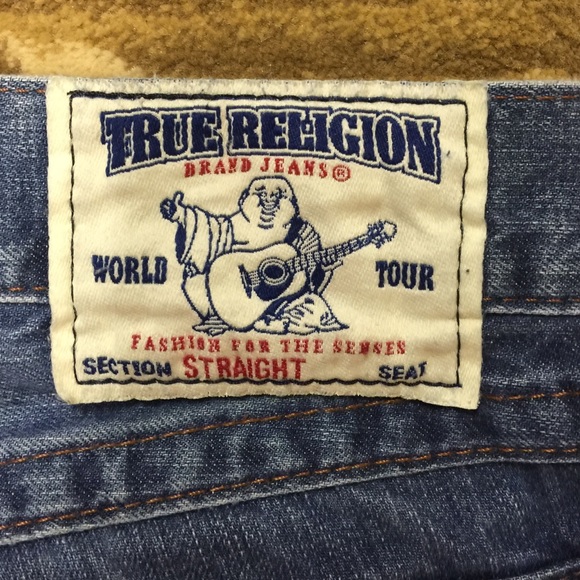 TRUE RELIGION
BRAND JEANS®
WORLD TOUR
FASHION FOR THE SENSES
SECTION STRAIGHT SEAT